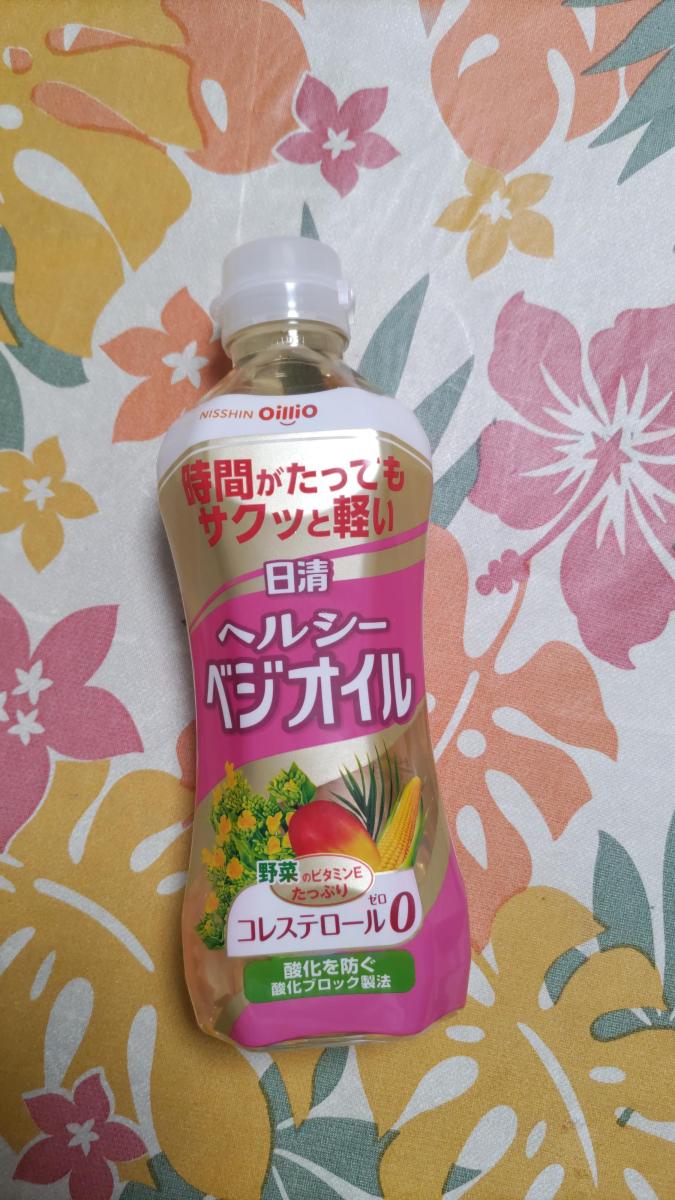 NISSHIN OilliO
時間がたっても
サクッと軽い
日清
ヘルシー
ベジオイル
野菜のビタミンE
たっぷり
ゼロ
コレステロール0
酸化を防ぐ
酸化ブロック製法